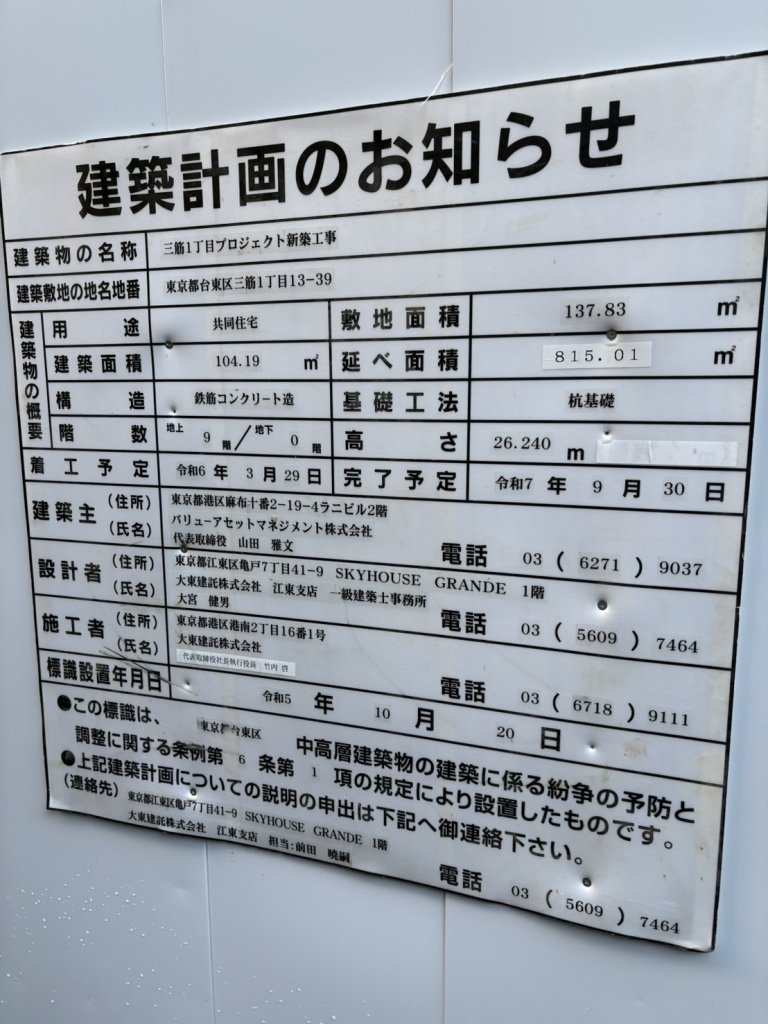 建築計画のお知らせ
建築物の名称 三筋1丁目プロジェクト新築工事
建築敷地の地名地番 東京都台東区三筋1丁目13-39
建築物の概要
用途 共同住宅 敷地面積 137.83 ㎡
建築面積 104.19 ㎡ 延べ面積 815.01 ㎡
構造 鉄筋コンクリート造 基礎工法 杭基礎
階数 地上 9 階/地下 0 階 高さ 26.240 m
着工予定 令和6年3月29日 完了予定 令和7年9月30日
建築主(住所) 東京都港区麻布十番2-19-4ラニビル2階
(氏名) バリューアセットマネジメント株式会社
代表取締役 山田 雅文 電話 03(6271)9037
設計者(住所) 東京都江東区亀戸7丁目41-9 SKYHOUSE GRANDE 1階
(氏名) 大東建託株式会社 江東支店 一級建築士事務所
大宮 健男 電話 03(5609)7464
施工者(住所) 東京都港区港南2丁目16番1号
(氏名) 大東建託株式会社
代表取締役社長執行役員 竹内 啓 電話 03(6718)9111
標識設置年月日 令和5年10月20日
●この標識は、東京都台東区 中高層建築物の建築に係る紛争の予防と
調整に関する条例第6条第1項の規定により設置したものです。
●上記建築計画についての説明の申出は下記へ御連絡下さい。
(連絡先) 東京都江東区亀戸7丁目41-9 SKYHOUSE GRANDE 1階
大東建託株式会社 江東支店 担当:前田 暁嗣 電話 03(5609)7464